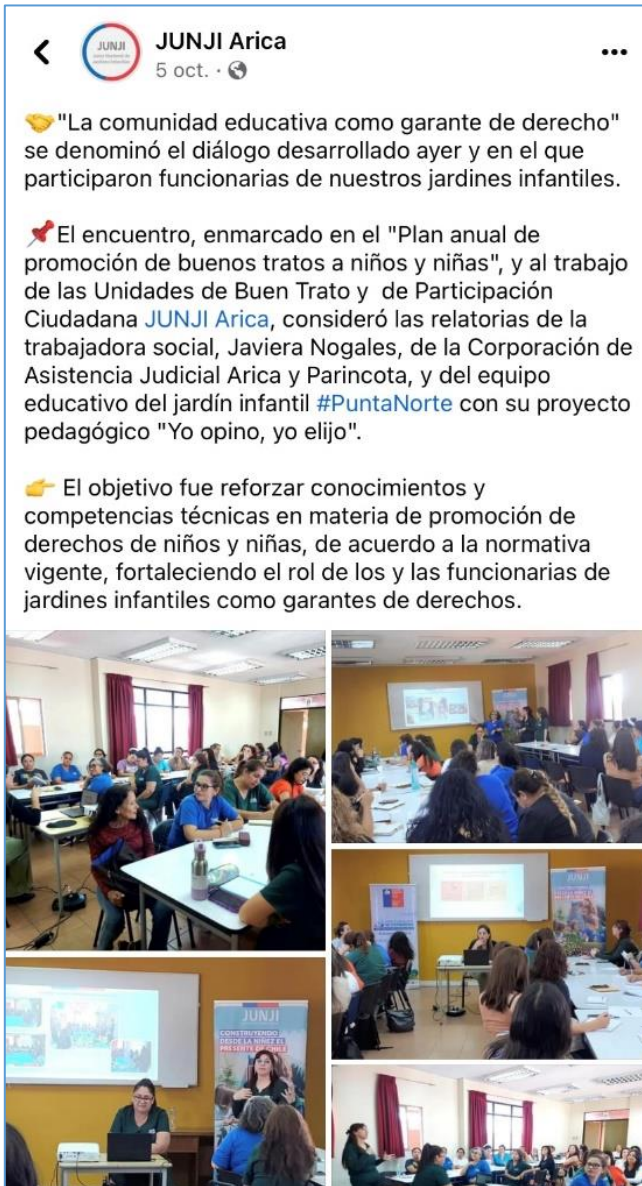 JUNJI
JUNJI Arica
5 oct. ·
"La comunidad educativa como garante de derecho"
se denominó el diálogo desarrollado ayer y en el que
participaron funcionarias de nuestros jardines infantiles.
El encuentro, enmarcado en el "Plan anual de
promoción de buenos tratos a niños y niñas", y al trabajo
de las Unidades de Buen Trato y  de Participación
Ciudadana JUNJI Arica, consideró las relatorias de la
trabajadora social, Javiera Nogales, de la Corporación de
Asistencia Judicial Arica y Parincota, y del equipo
educativo del jardín infantil #PuntaNorte con su proyecto
pedagógico "Yo opino, yo elijo".
El objetivo fue reforzar conocimientos y
competencias técnicas en materia de promoción de
derechos de niños y niñas, de acuerdo a la normativa
vigente, fortaleciendo el rol de los y las funcionarias de
jardines infantiles como garantes de derechos.
JUNJI
JUNJI
CONSTRUYENDO
DESDE LA NIÑEZ EL
PRESENTE DE CHILE